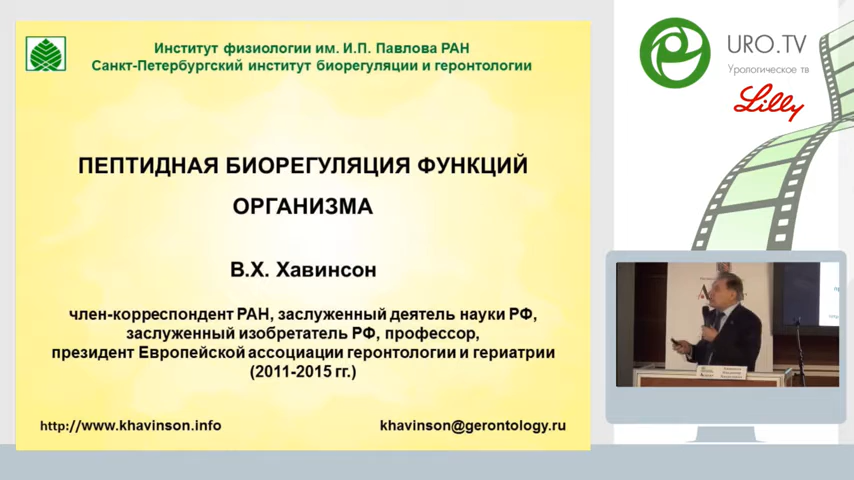 Институт физиологии им. И.П. Павлова РАН
Санкт-Петербургский институт биорегуляции и геронтологии
ПЕПТИДНАЯ БИОРЕГУЛЯЦИЯ ФУНКЦИЙ
ОРГАНИЗМА
В.Х. Хавинсон
член-корреспондент РАН, заслуженный деятель науки РФ,
заслуженный изобретатель РФ, профессор,
президент Европейской ассоциации геронтологии и гериатрии
(2011-2015 гг.)
http://www.khavinson.info
khavinson@gerontology.ru
URO.TV
Урологическое тв
Lilly